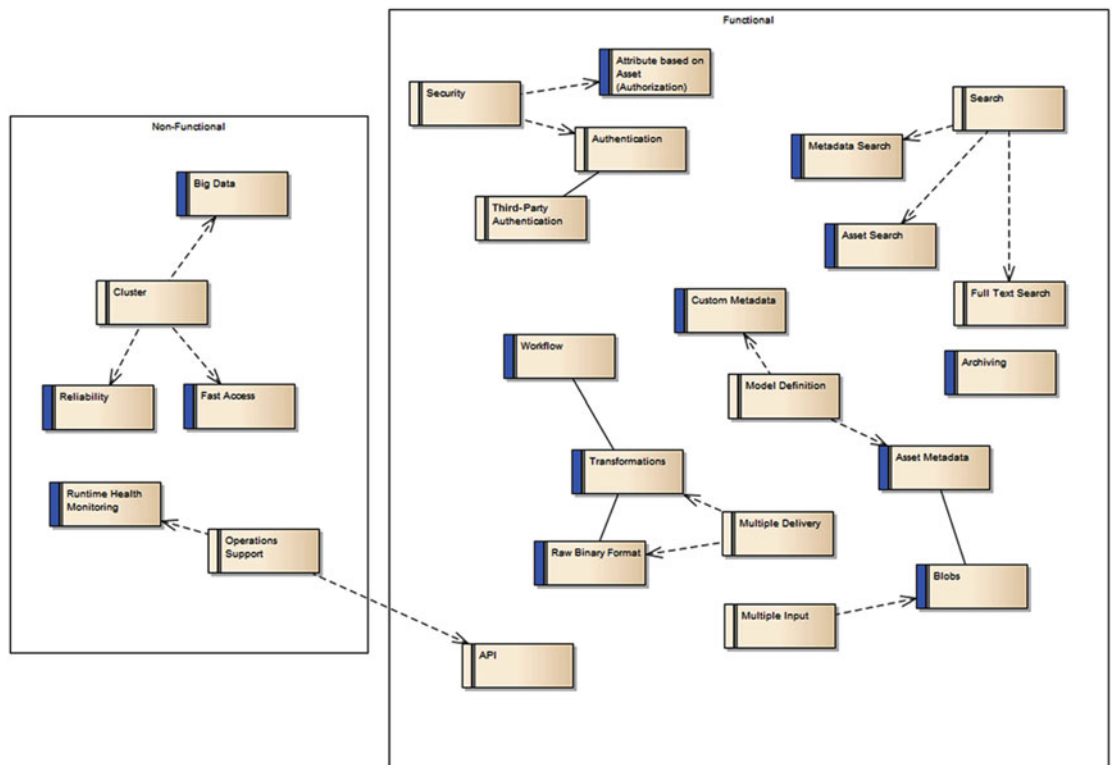 Non-Functional
Big Data
Cluster
Reliability
Fast Access
Runtime Health
Monitoring
Operations
Support
Functional
Security
Attribute based on
Asset
(Authorization)
Authentication
Third-Party
Authentication
Search
Metadata Search
Asset Search
Full Text Search
Archiving
Custom Metadata
Model Definition
Asset Metadata
Workflow
Transformations
Raw Binary Format
Multiple Delivery
Blobs
Multiple Input
API